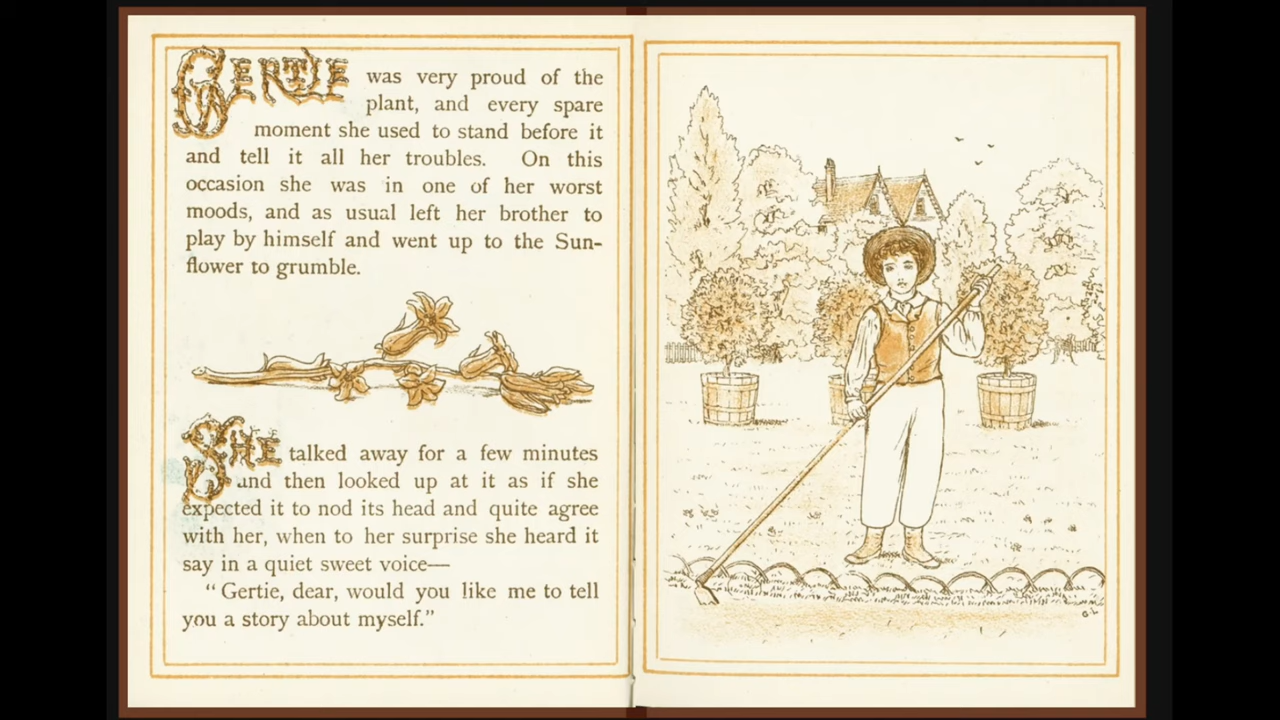 GERTIE was very proud of the
plant, and every spare
moment she used to stand before it
and tell it all her troubles. On this
occasion she was in one of her worst
moods, and as usual left her brother to
play by himself and went up to the Sun-
flower to grumble.
SHE talked away for a few minutes
and then looked up at it as if she
expected it to nod its head and quite agree
with her, when to her surprise she heard it
say in a quiet sweet voice—
"Gertie, dear, would you like me to tell
you a story about myself."